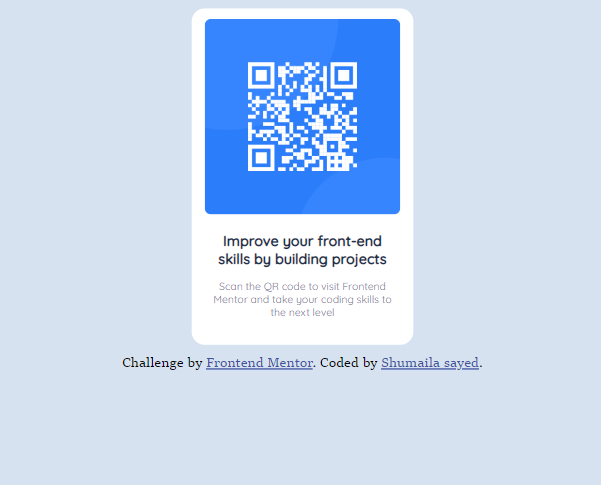 Improve your front-end
skills by building projects
Scan the QR code to visit Frontend
Mentor and take your coding skills to
the next level
Challenge by Frontend Mentor. Coded by Shumaila sayed.